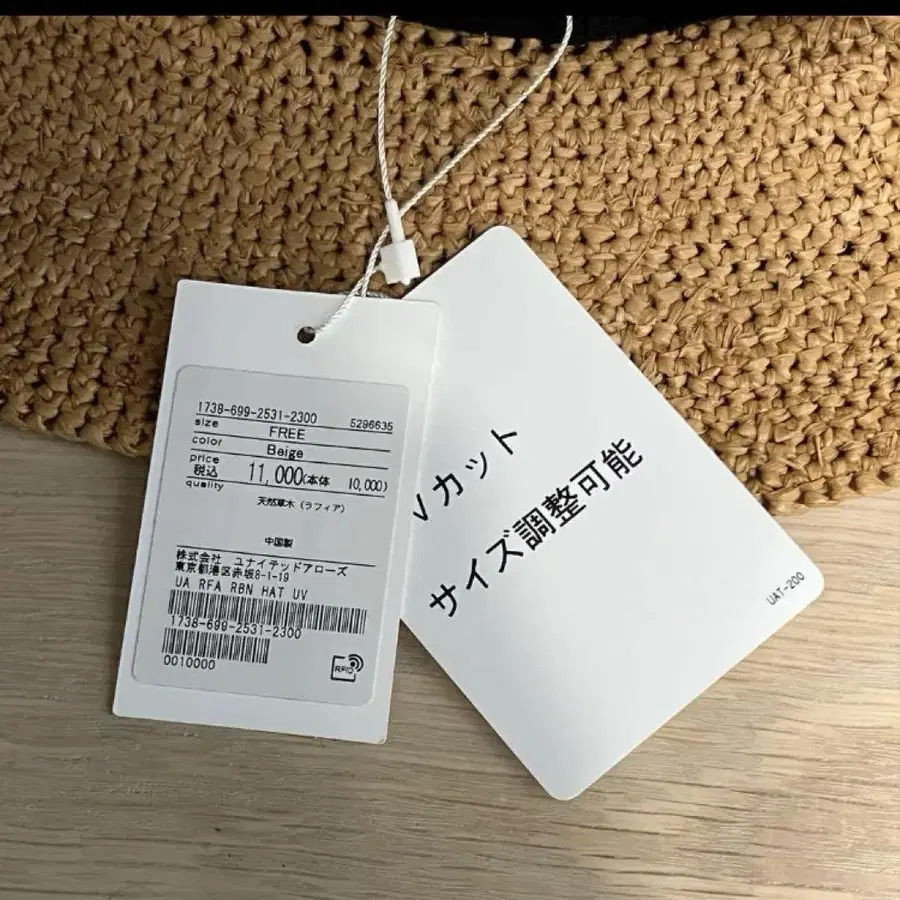 1738-699-2531-2300
size 5296635
FREE
color
Beige
price
税込 11,000(本体 10,000)
quality
天然草木 (ラフィア)
中国製
株式会社 ユナイテッドアローズ
東京都港区赤坂8-1-19
UA RFA RBN HAT UV
1738-699-2531-2300
0010000
RFID
Vカット
サイズ調整可能
UAT-200